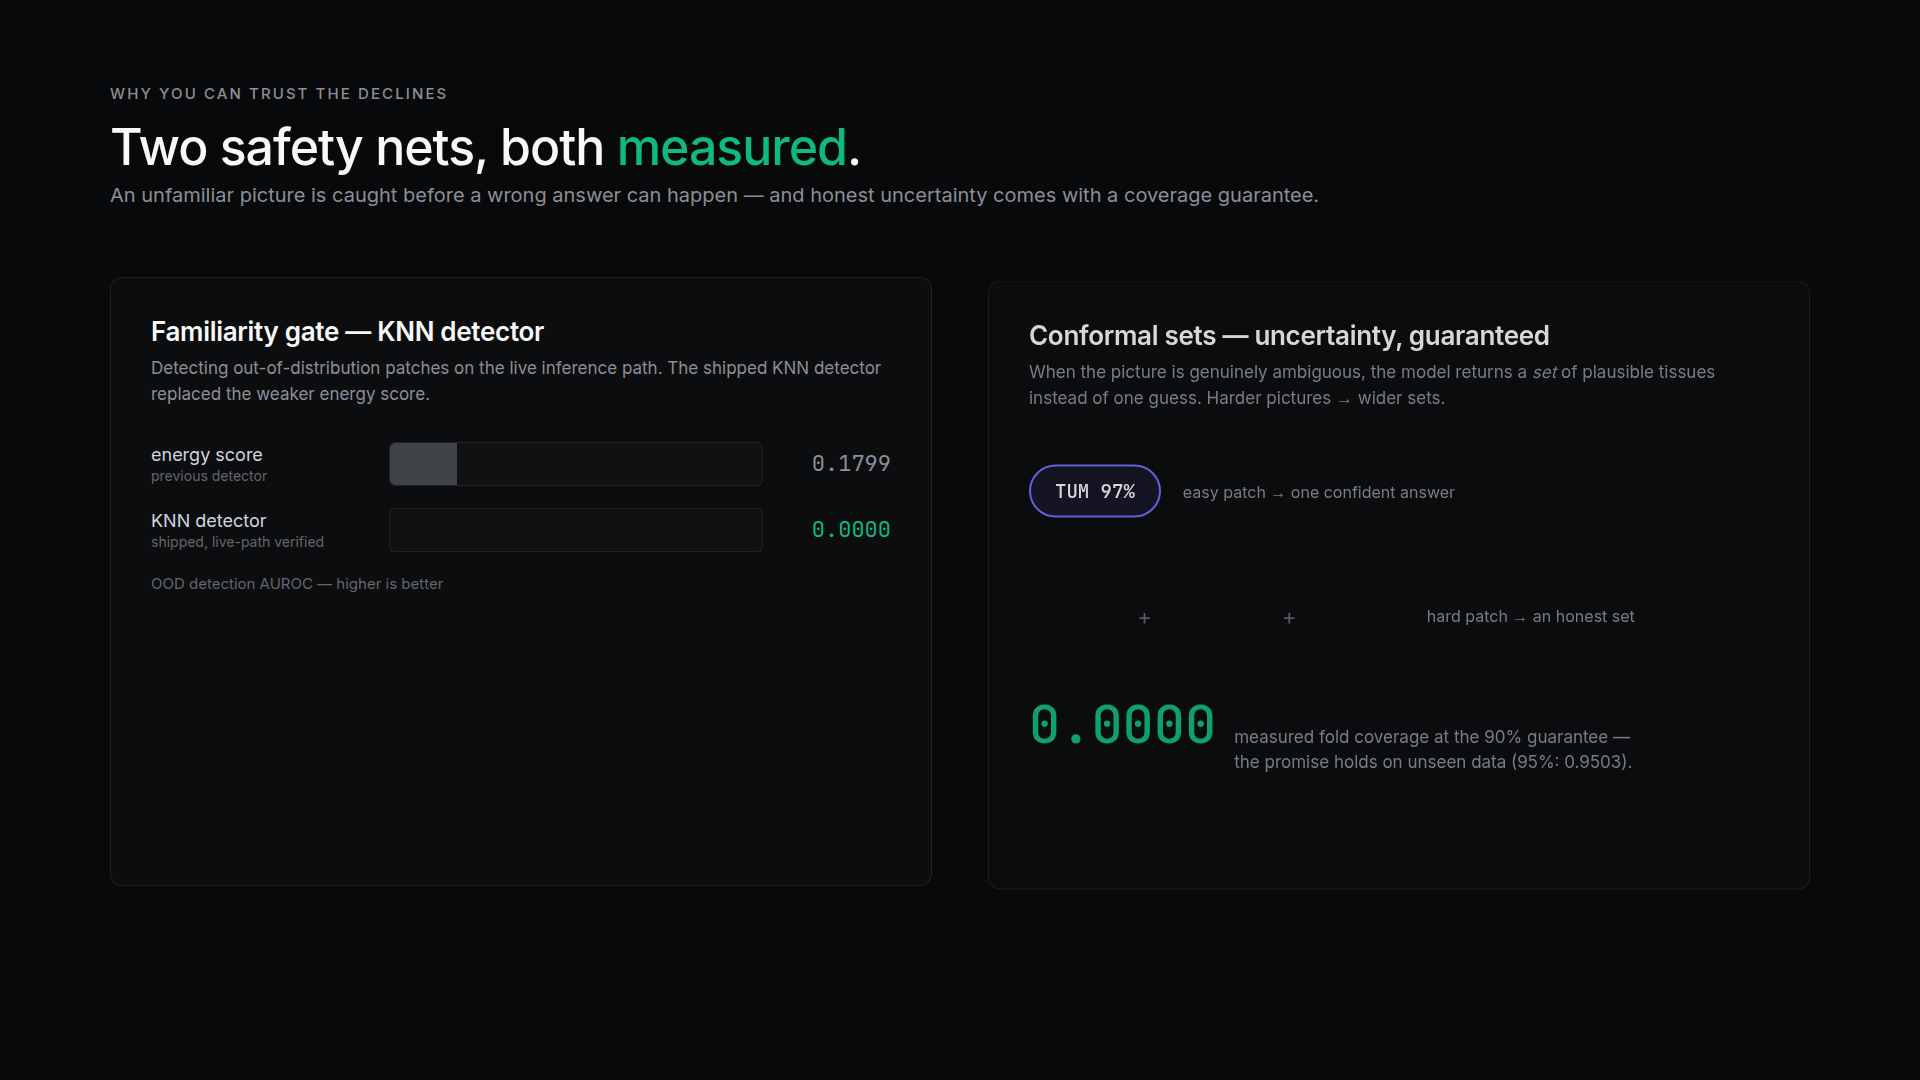 WHY YOU CAN TRUST THE DECLINES
Two safety nets, both measured.
An unfamiliar picture is caught before a wrong answer can happen — and honest uncertainty comes with a coverage guarantee.
Familiarity gate — KNN detector
Detecting out-of-distribution patches on the live inference path. The shipped KNN detector
replaced the weaker energy score.
energy score
previous detector
0.1799
KNN detector
shipped, live-path verified
0.0000
OOD detection AUROC — higher is better
Conformal sets — uncertainty, guaranteed
When the picture is genuinely ambiguous, the model returns a set of plausible tissues
instead of one guess. Harder pictures → wider sets.
TUM 97%
easy patch → one confident answer
+ + hard patch → an honest set
0.0000
measured fold coverage at the 90% guarantee —
the promise holds on unseen data (95%: 0.9503).